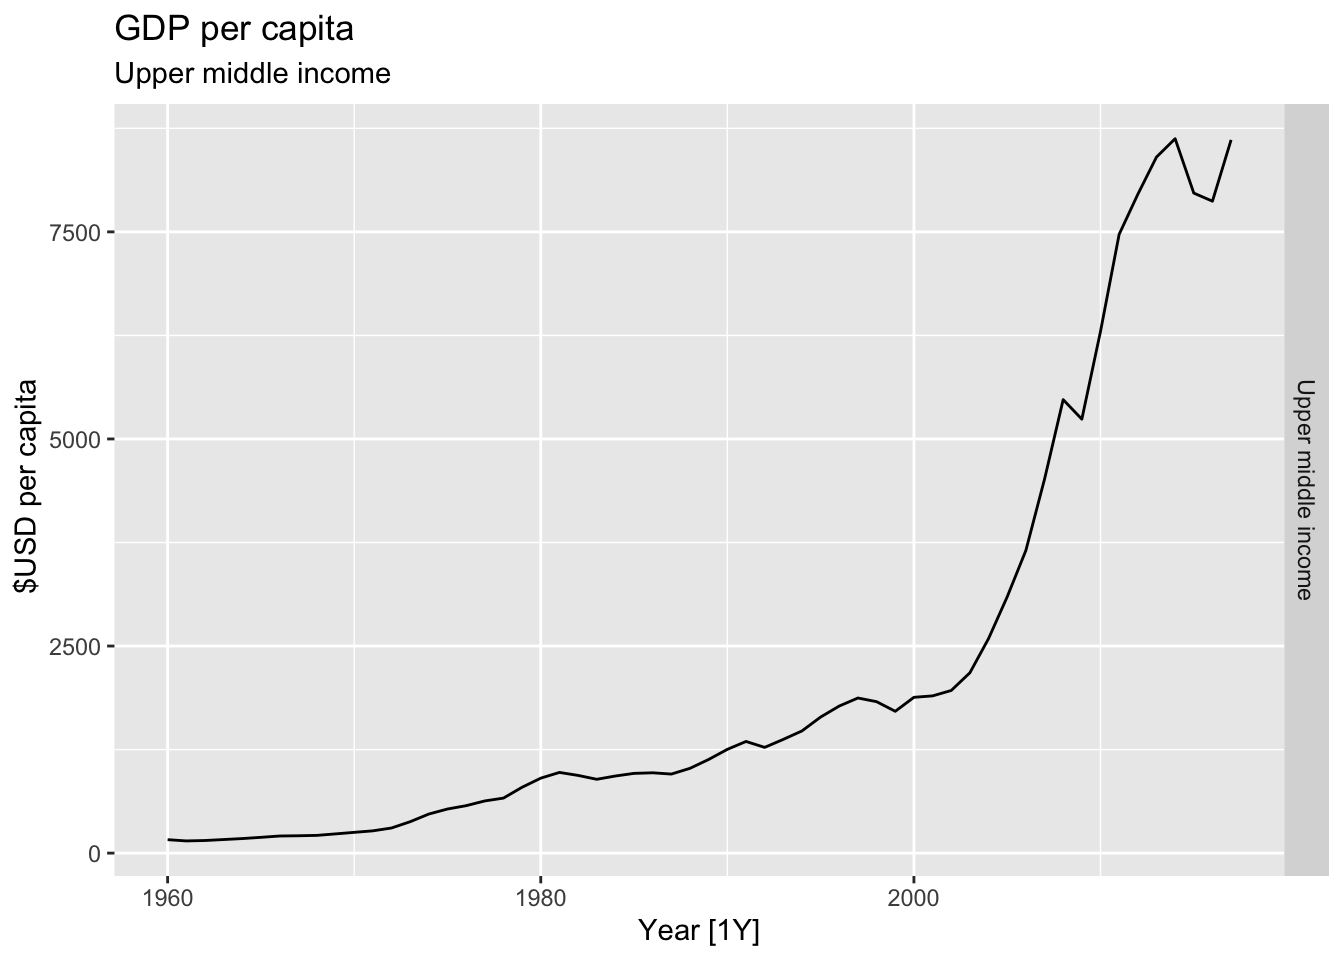 GDP per capita
Upper middle income
$USD per capita
7500
5000
2500
0
Upper middle income
1960
1980
2000
Year [1Y]